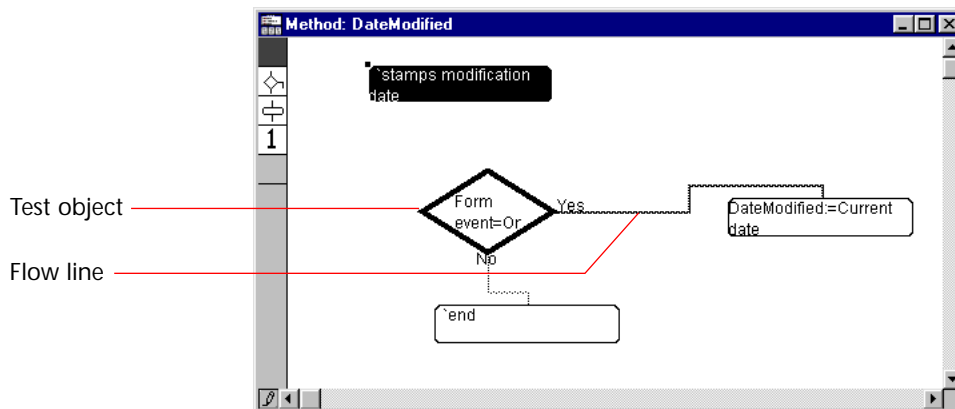 Method: DateModified
`stamps modification
date
1
Test object
Form
event=Or
Yes
DateModified:=Current
date
Flow line
No
`end